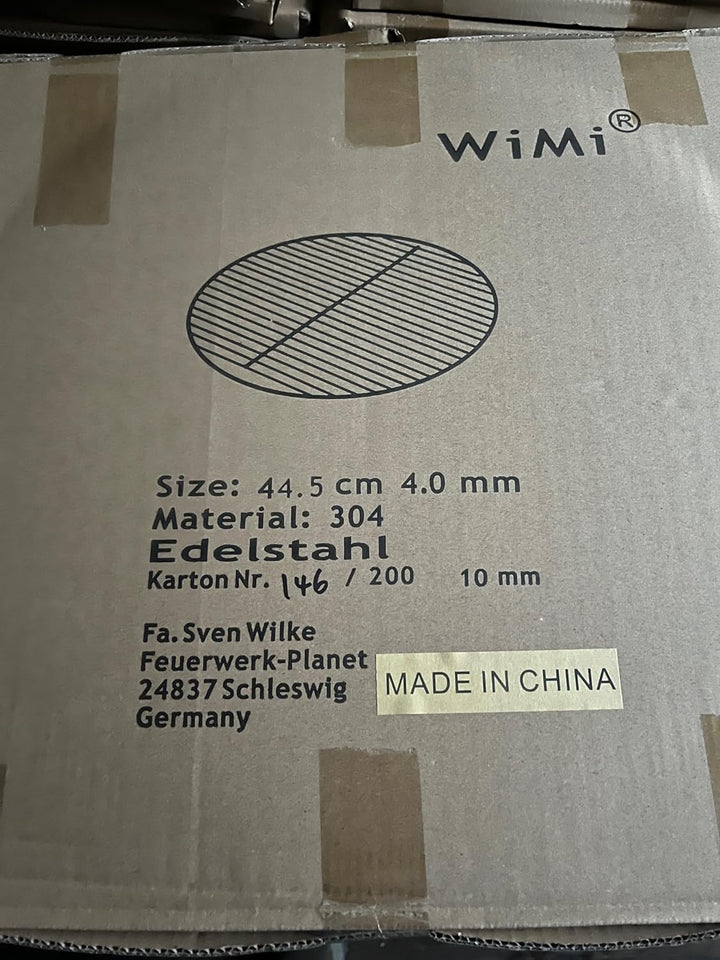 WiMi®
Size: 44.5 cm 4.0 mm
Material: 304
Edelstahl
Karton Nr. 146 / 200 10 mm
Fa. Sven Wilke
Feuerwerk-Planet
24837 Schleswig
Germany
MADE IN CHINA